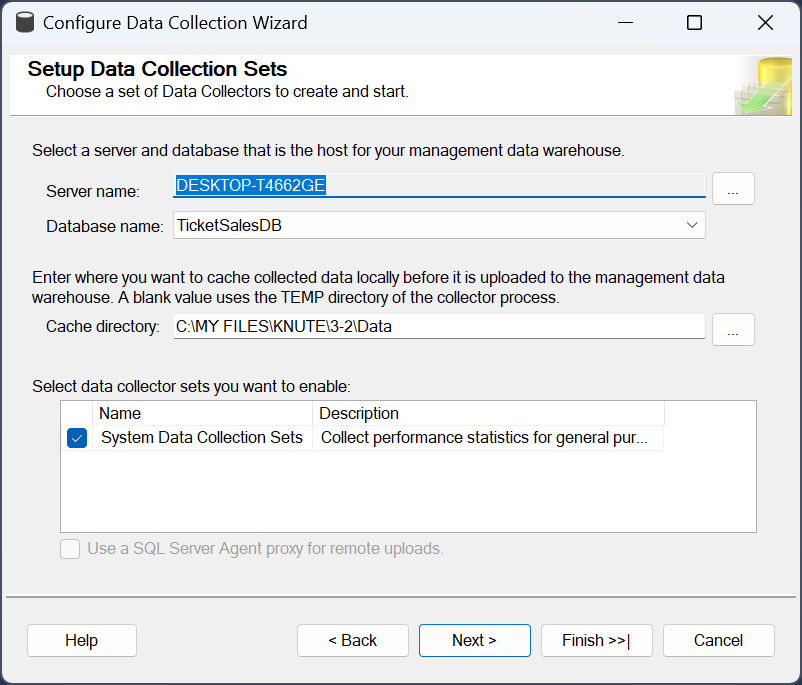 Configure Data Collection Wizard
Setup Data Collection Sets
Choose a set of Data Collectors to create and start.
Select a server and database that is the host for your management data warehouse.
Server name: DESKTOP-T4662GE ...
Database name: TicketSalesDB
Enter where you want to cache collected data locally before it is uploaded to the management data
warehouse. A blank value uses the TEMP directory of the collector process.
Cache directory: C:\MY FILES\KNUTE\3-2\Data ...
Select data collector sets you want to enable:
Name Description
System Data Collection Sets Collect performance statistics for general pur...
Use a SQL Server Agent proxy for remote uploads.
Help < Back Next > Finish >>| Cancel